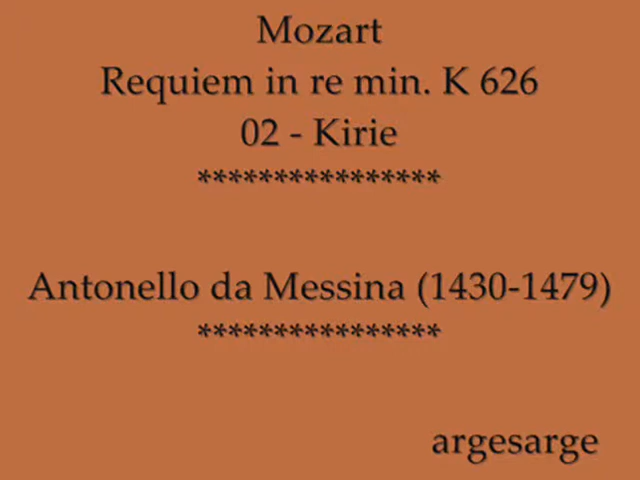 Mozart
Requiem in re min. K 626
02 - Kirie
****************
Antonello da Messina (1430-1479)
****************
argesarge